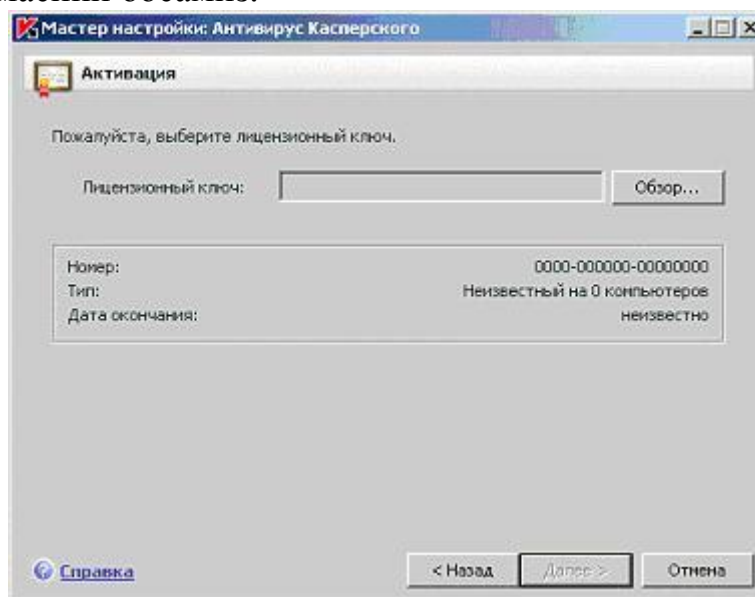 Мастер настройки: Антивирус Касперского
Активация
Пожалуйста, выберите лицензионный ключ.
Лицензионный ключ:
Обзор...
Номер: 0000-000000-00000000
Тип: Неизвестный на 0 компьютеров
Дата окончания: неизвестно
Справка
< Назад
Далее >
Отмена